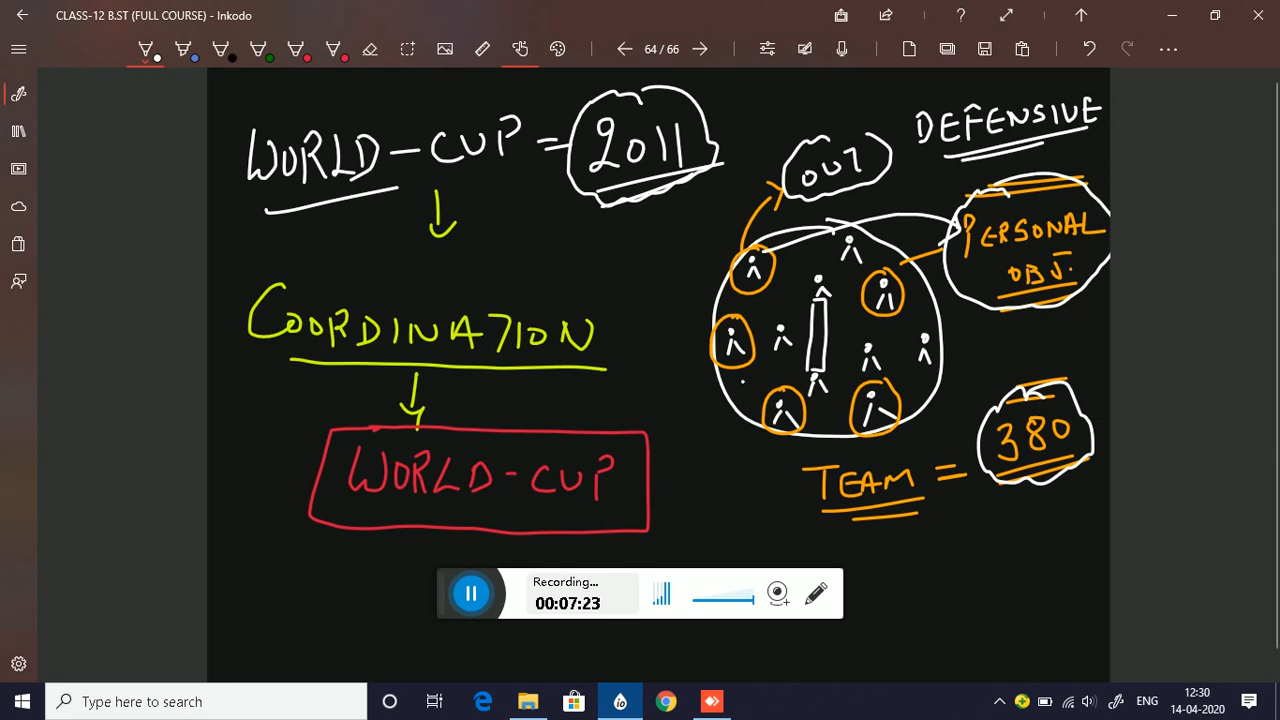 CLASS-12 B.ST (FULL COURSE) - Inkodo
64 / 66
WORLD-CUP = 2011
OUT
DEFENSIVE
PERSONAL
OBJ.
COORDINATION
WORLD-CUP
380
TEAM =
Recording...
00:07:23
Type here to search
ENG
12:30
14-04-2020